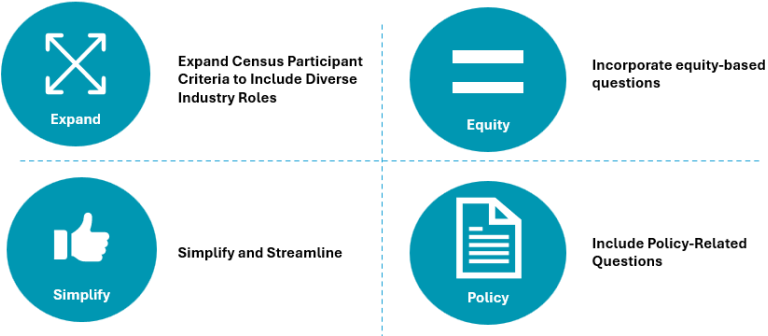 Expand
Expand Census Participant
Criteria to Include Diverse
Industry Roles
Equity
Incorporate equity-based
questions
Simplify
Simplify and Streamline
Policy
Include Policy-Related
Questions